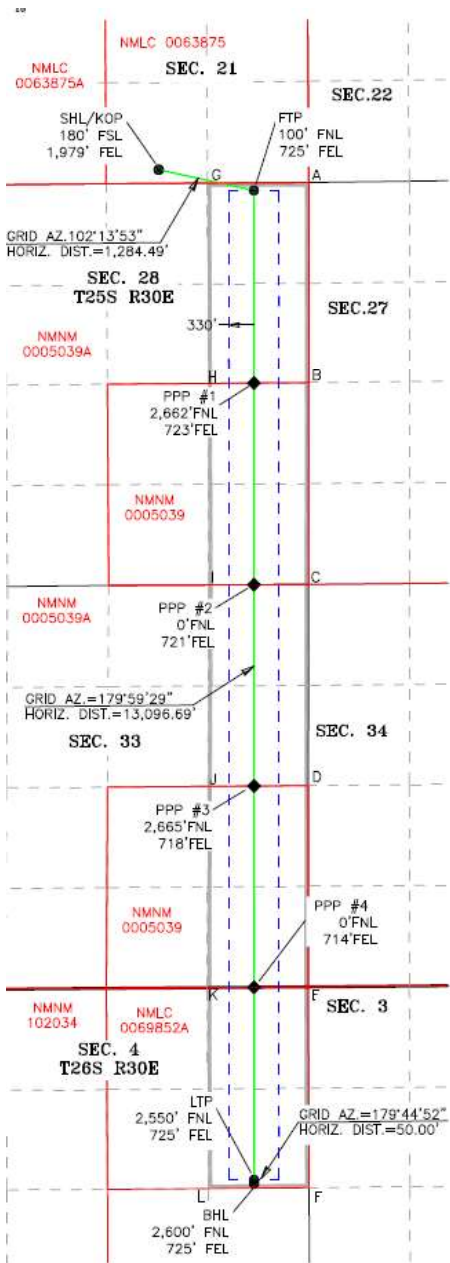 NMLC 0063875
NMLC
0063875A
SEC. 21
SEC.22
SHL/KOP
180' FSL
1,979' FEL
FTP
100' FNL
725' FEL
G
A
GRID AZ.102°13'53"
HORIZ. DIST.=1,284.49'
SEC. 28
T25S R30E
SEC.27
330'
NMNM
0005039A
H
B
PPP #1
2,662'FNL
723'FEL
NMNM
0005039
I
C
NMNM
0005039A
PPP #2
0'FNL
721'FEL
GRID AZ.=179°59'29"
HORIZ. DIST.=13,096.69'
SEC. 33
SEC. 34
J
D
PPP #3
2,665'FNL
718'FEL
NMNM
0005039
PPP #4
0'FNL
714'FEL
K
E
NMNM
102034
NMLC
0069852A
SEC. 3
SEC. 4
T26S R30E
LTP
2,550' FNL
725' FEL
GRID AZ.=179°44'52"
HORIZ. DIST.=50.00'
L
F
BHL
2,600' FNL
725' FEL